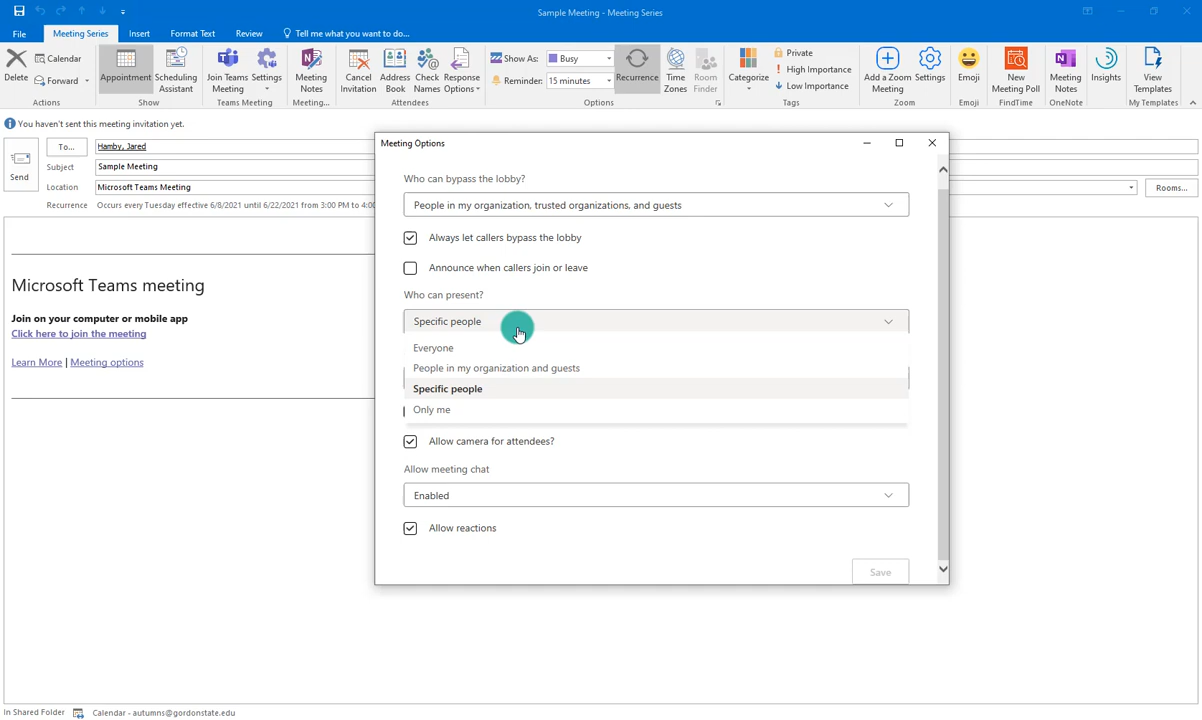 Sample Meeting - Meeting Series
File
Meeting Series
Insert
Format Text
Review
Tell me what you want to do...
Delete
Calendar
Forward
Actions
Appointment
Scheduling Assistant
Show
Join Teams Meeting
Settings
Teams Meeting
Meeting Notes
Meeting...
Cancel Invitation
Address Book
Check Names
Response Options
Attendees
Show As:
Busy
Reminder:
15 minutes
Recurrence
Time Zones
Room Finder
Options
Categorize
Private
High Importance
Low Importance
Tags
Add a Zoom Meeting
Settings
Zoom
Emoji
Emoji
New Meeting Poll
FindTime
Meeting Notes
OneNote
Insights
View Templates
My Templates
You haven't sent this meeting invitation yet.
Send
To...
Hamby, Jared
Subject
Sample Meeting
Location
Microsoft Teams Meeting
Rooms...
Recurrence
Occurs every Tuesday effective 6/8/2021 until 6/22/2021 from 3:00 PM to 4:00
Microsoft Teams meeting
Join on your computer or mobile app
Click here to join the meeting
Learn More | Meeting options
Meeting Options
Who can bypass the lobby?
People in my organization, trusted organizations, and guests
Always let callers bypass the lobby
Announce when callers join or leave
Who can present?
Specific people
Everyone
People in my organization and guests
Specific people
Only me
Allow camera for attendees?
Allow meeting chat
Enabled
Allow reactions
Save
In Shared Folder
Calendar - autumns@gordonstate.edu